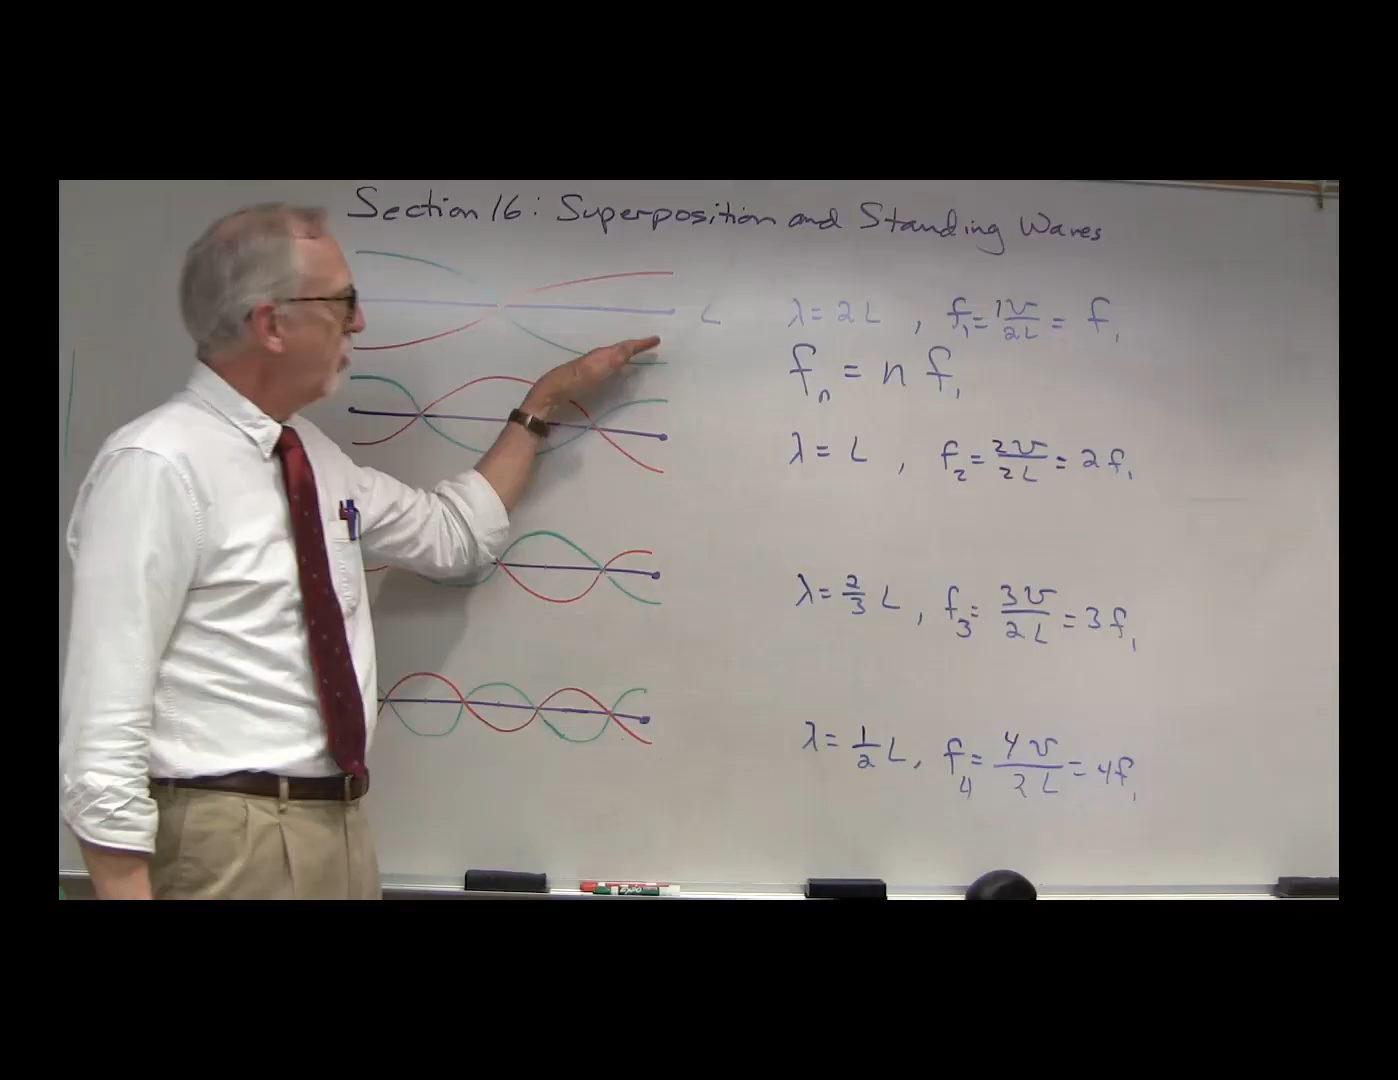 Section 16: Superposition and Standing Waves
L
λ = 2L , f₁ = 1v/2L = f₁
fₙ = n f₁
λ = L , f₂ = 2v/2L = 2f₁
λ = 2/3 L , f₃ = 3v/2L = 3f₁
λ = 1/2 L , f₄ = 4v/2L = 4f₁
EXPO